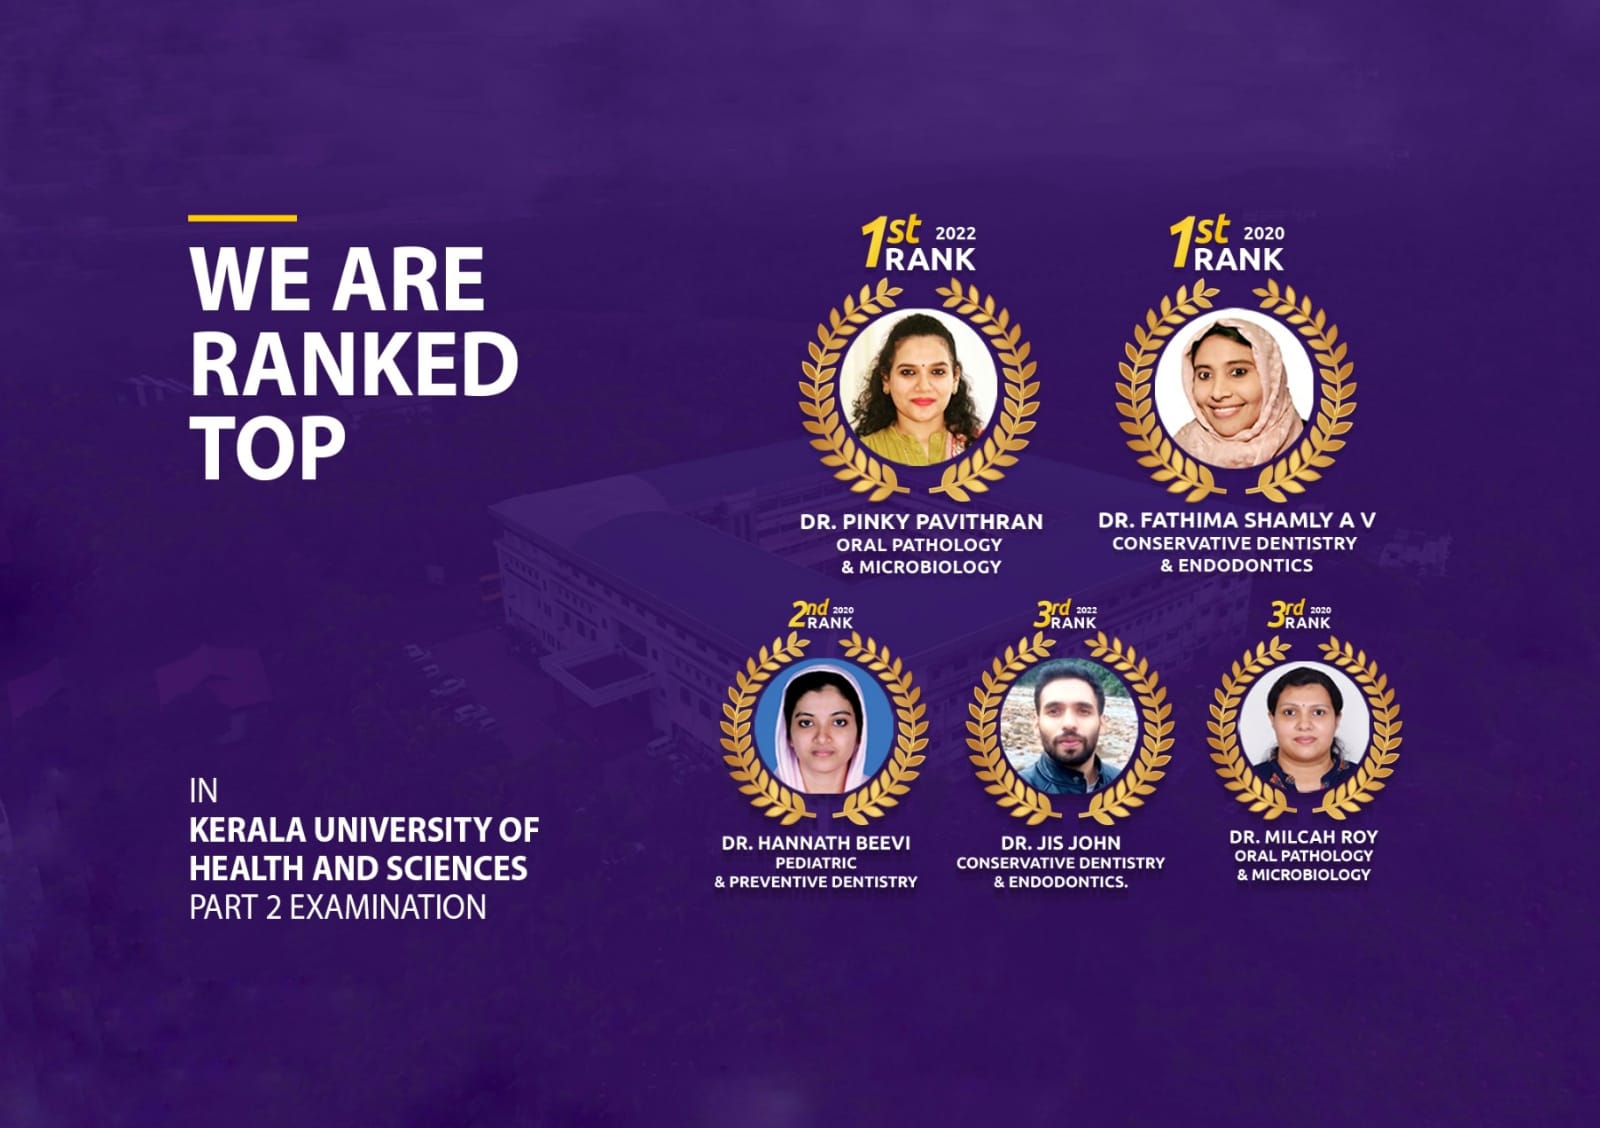 WE ARE
RANKED
TOP
IN
KERALA UNIVERSITY OF
HEALTH AND SCIENCES
PART 2 EXAMINATION
1st 2022
RANK
DR. PINKY PAVITHRAN
ORAL PATHOLOGY
& MICROBIOLOGY
1st 2020
RANK
DR. FATHIMA SHAMLY A V
CONSERVATIVE DENTISTRY
& ENDODONTICS
2nd 2020
RANK
DR. HANNATH BEEVI
PEDIATRIC
& PREVENTIVE DENTISTRY
3rd 2022
RANK
DR. JIS JOHN
CONSERVATIVE DENTISTRY
& ENDODONTICS.
3rd 2020
RANK
DR. MILCAH ROY
ORAL PATHOLOGY
& MICROBIOLOGY